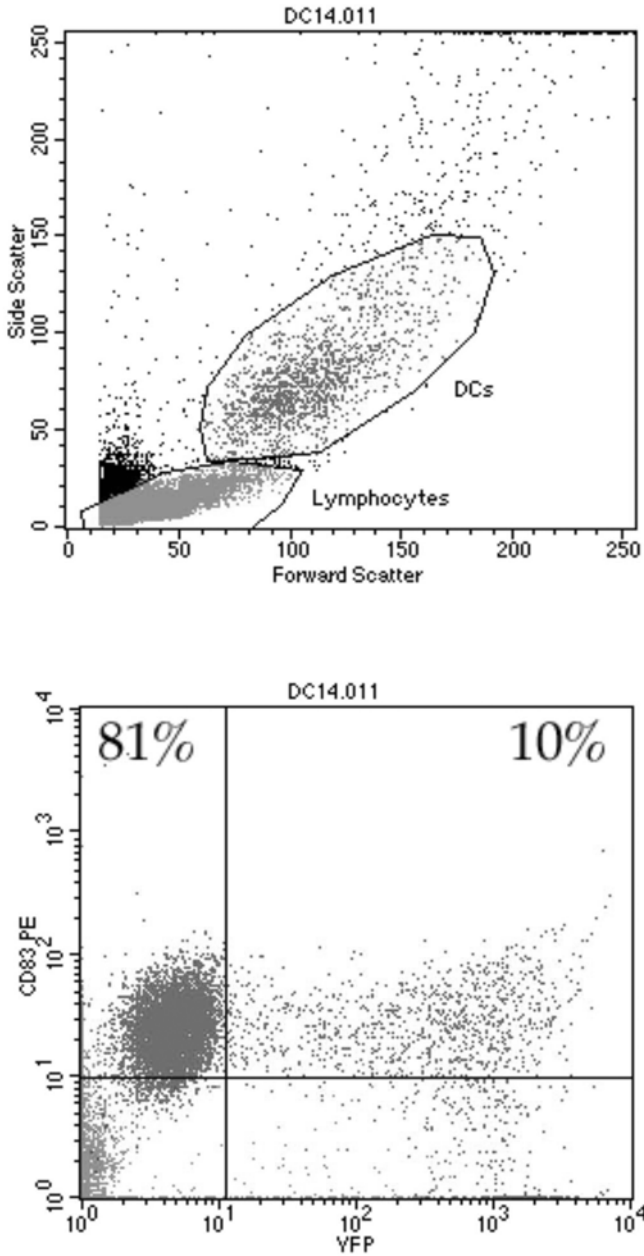 DC14.011
250
200
150
100
50
0
Side Scatter
DCs
Lymphocytes
0 50 100 150 200 250
Forward Scatter
DC14.011
10^4
10^3
10^2
10^1
10^0
CD83 PE
81% 10%
10^0 10^1 10^2 10^3 10^4
YFP